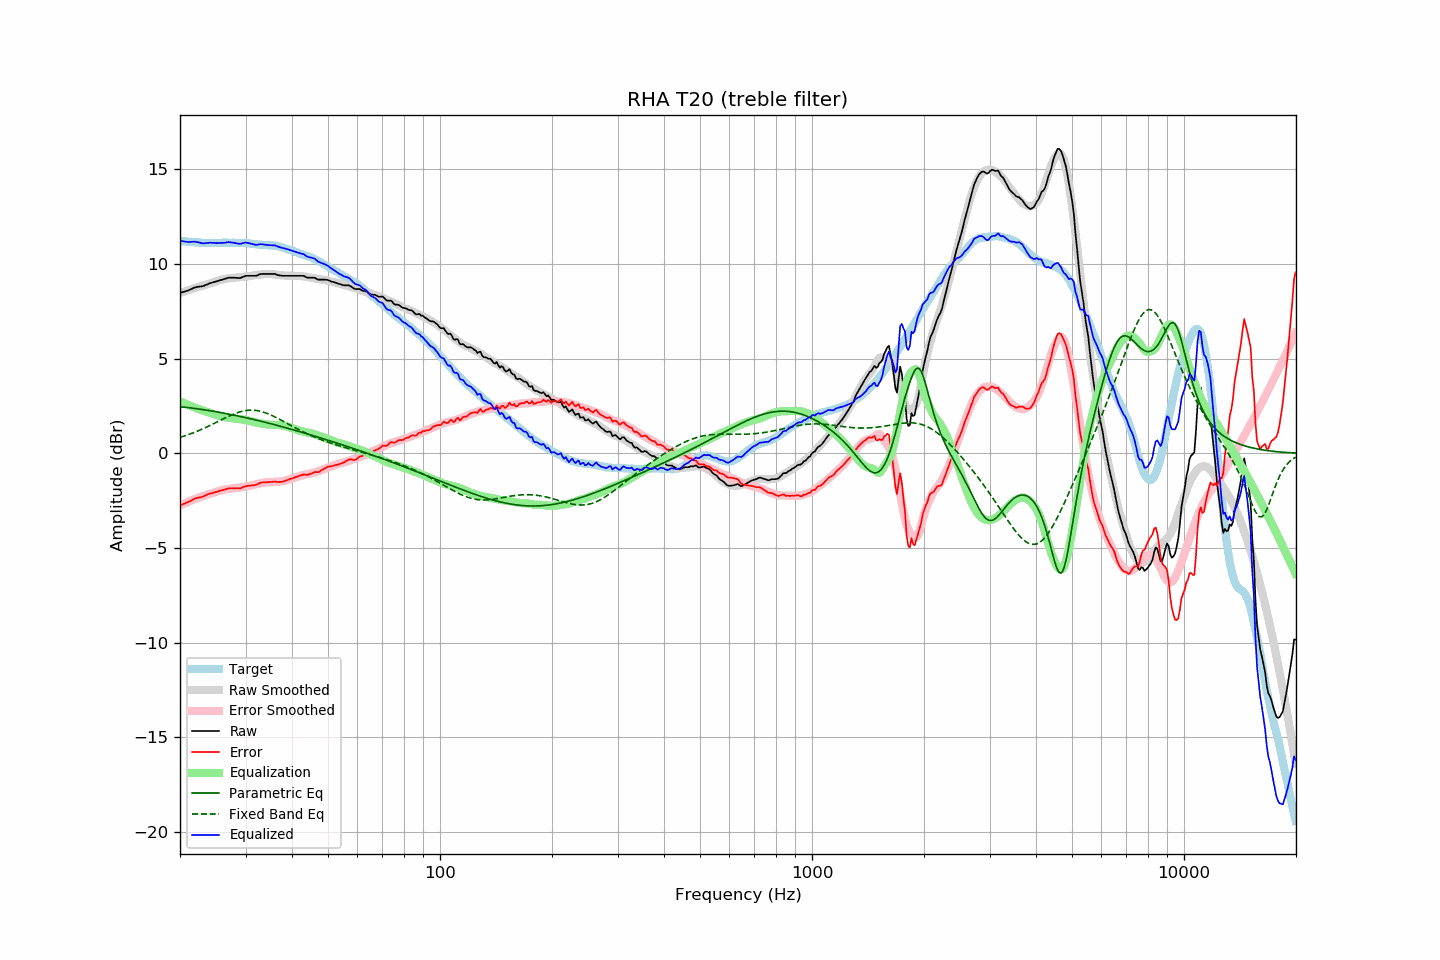 RHA T20 (treble filter)
Amplitude (dBr)
15
10
5
0
−5
−10
−15
−20
Target
Raw Smoothed
Error Smoothed
Raw
Error
Equalization
Parametric Eq
Fixed Band Eq
Equalized
100 1000 10000
Frequency (Hz)